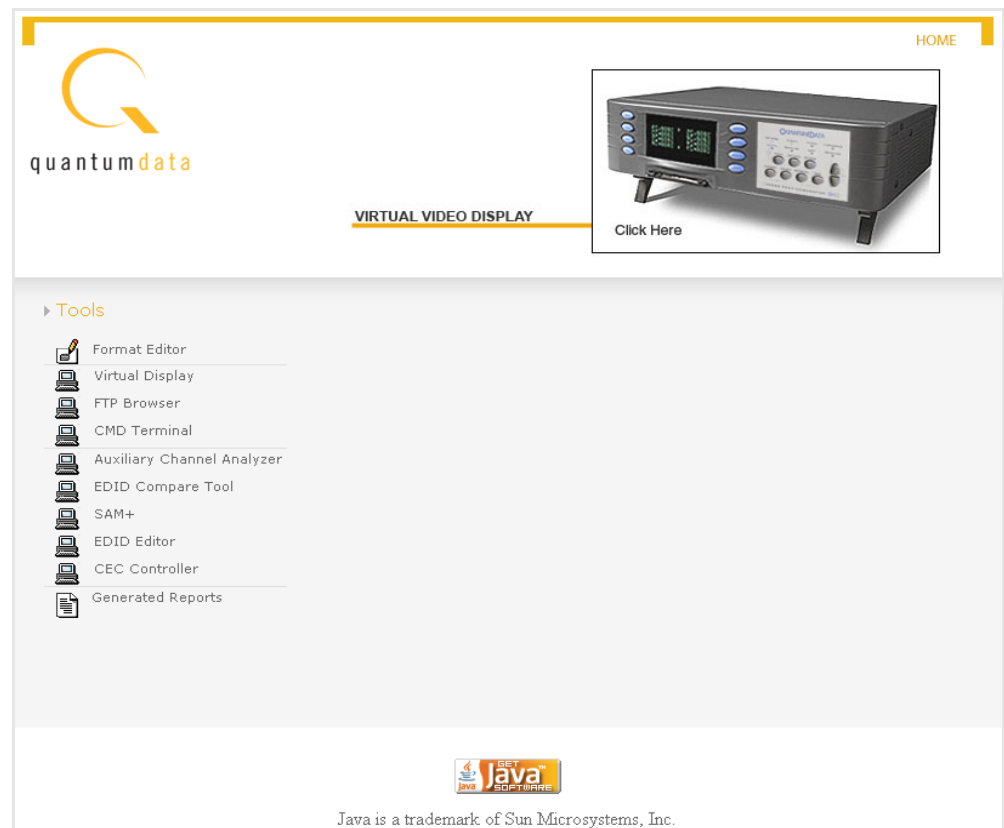 HOME
quantumdata
QUANTUMDATA
VIRTUAL VIDEO DISPLAY
Click Here
Tools
Format Editor
Virtual Display
FTP Browser
CMD Terminal
Auxiliary Channel Analyzer
EDID Compare Tool
SAM+
EDID Editor
CEC Controller
Generated Reports
GET
Java™
SOFTWARE
Java
Java is a trademark of Sun Microsystems, Inc.